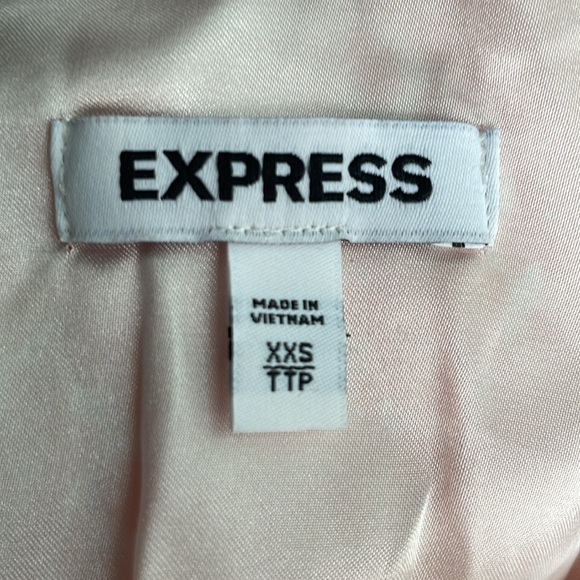 EXPRESS
MADE IN
VIETNAM
XXS
TTP